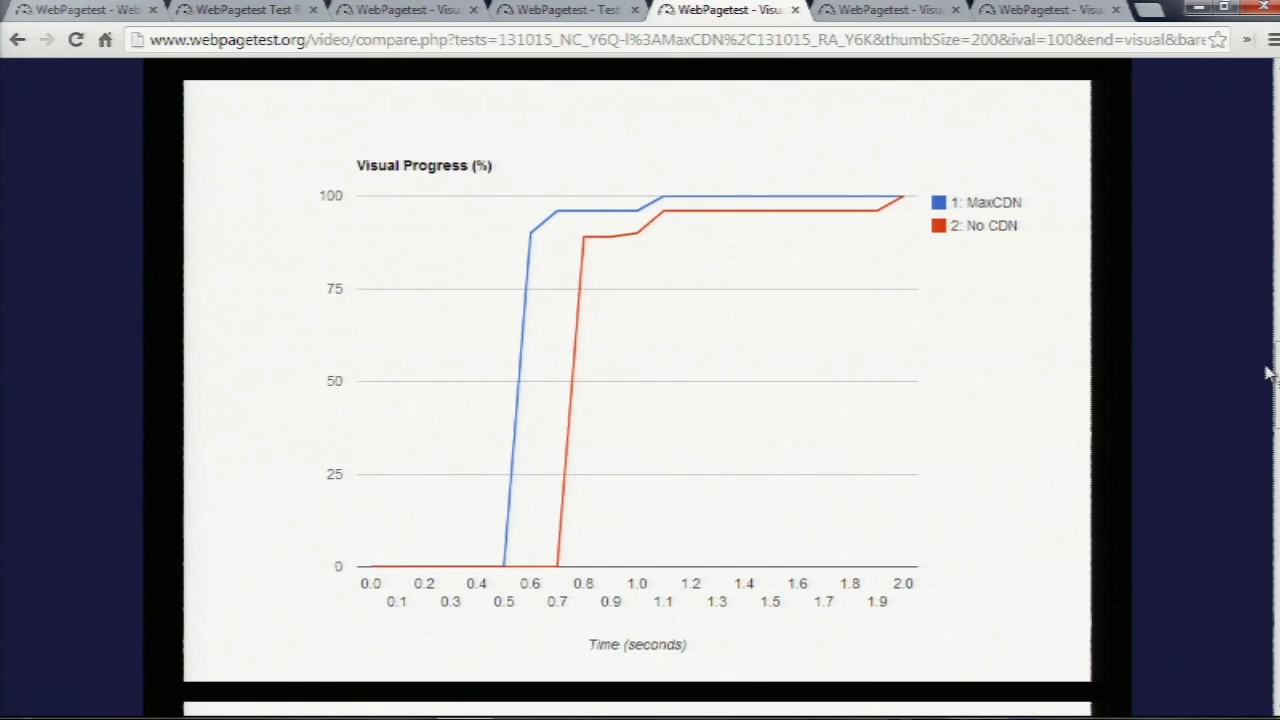 WebPagetest - Web
WebPagetest Test R
WebPagetest - Visu
WebPagetest - Test
WebPagetest - Visu
WebPagetest - Visu
WebPagetest - Visu
www.webpagetest.org/video/compare.php?tests=131015_NC_Y6Q-l%3AMaxCDN%2C131015_RA_Y6K&thumbSize=200&ival=100&end=visual&bare
Visual Progress (%)
100
75
50
25
0
1: MaxCDN
2: No CDN
0.0 0.2 0.4 0.6 0.8 1.0 1.2 1.4 1.6 1.8 2.0
0.1 0.3 0.5 0.7 0.9 1.1 1.3 1.5 1.7 1.9
Time (seconds)